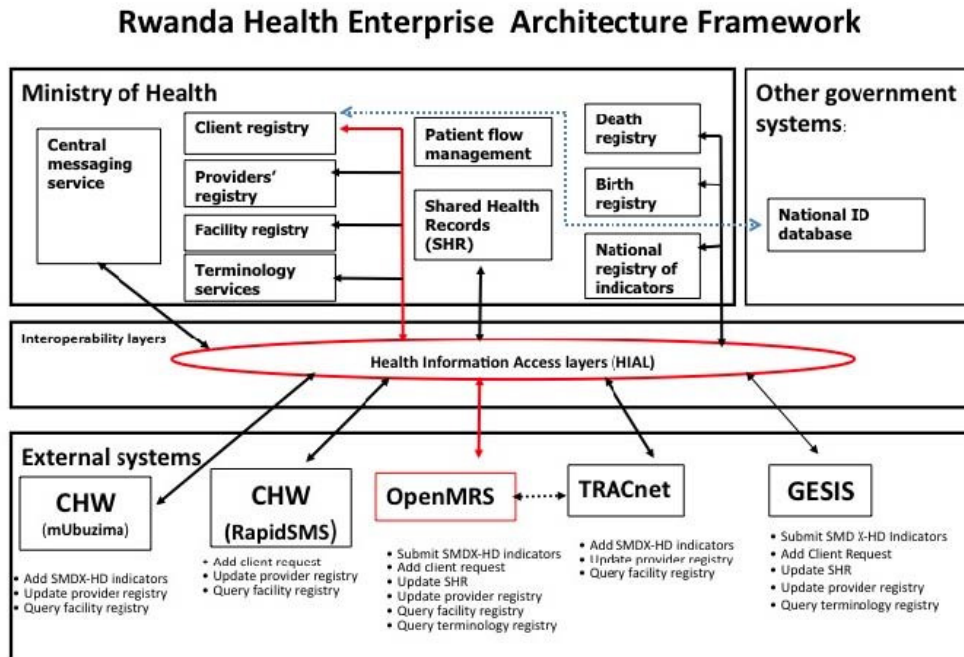 Rwanda Health Enterprise Architecture Framework
Ministry of Health
Central
messaging
service
Client registry
Providers'
registry
Facility registry
Terminology
services
Patient flow
management
Shared Health
Records
(SHR)
Death
registry
Birth
registry
National
registry of
indicators
Other government
systems:
National ID
database
Interoperability layers
Health Information Access layers (HIAL)
External systems
CHW
(mUbuzima)
• Add SMDX-HD indicators
• Update provider registry
• Query facility registry
CHW
(RapidSMS)
• Add client request
• Update provider registry
• Query facility registry
OpenMRS
• Submit SMDX-HD indicators
• Add client request
• Update SHR
• Update provider registry
• Query facility registry
• Query terminology registry
TRACnet
• Add SMDX-HD indicators
• Update provider registry
• Query facility registry
GESIS
• Submit SMD X-HD Indicators
• Add Client Request
• Update SHR
• Update provider registry
• Query terminology registry